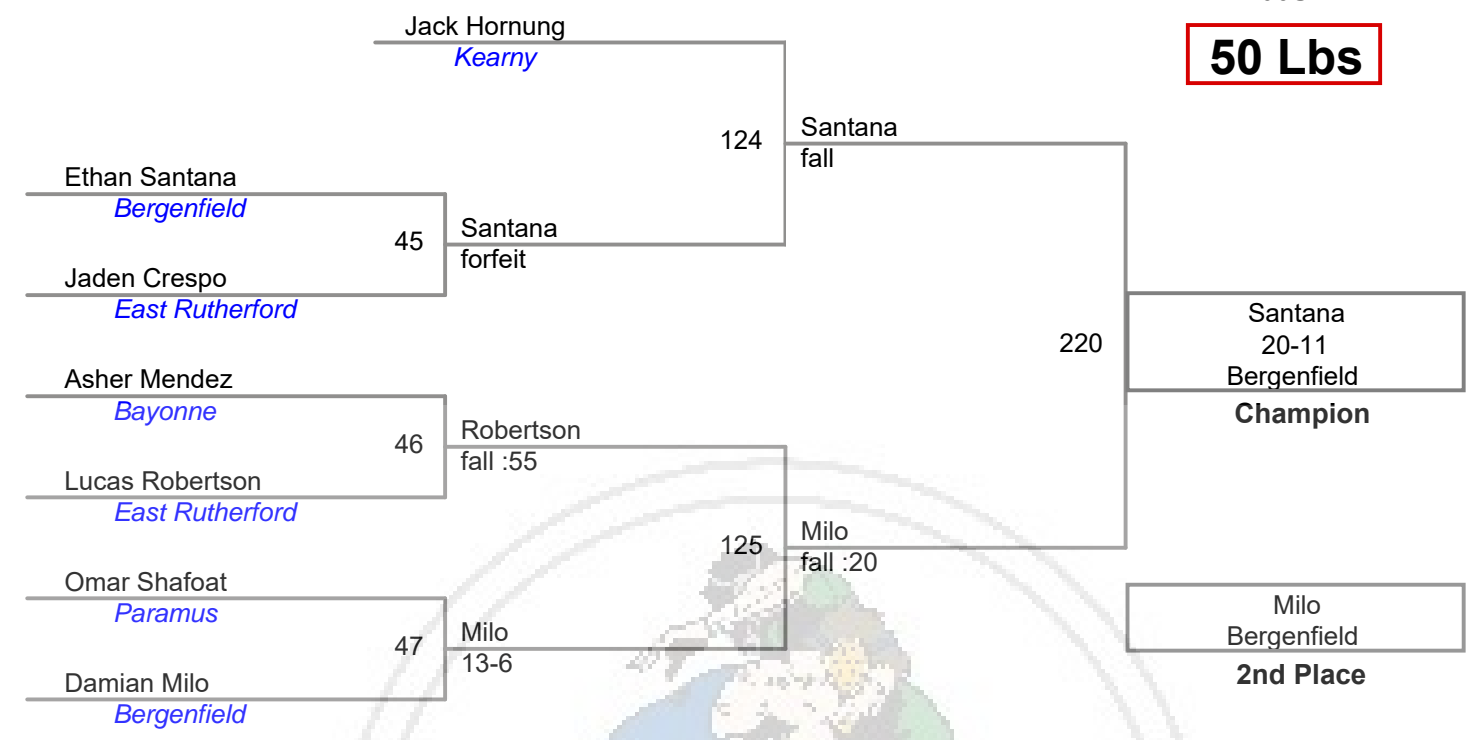 50 Lbs
Jack Hornung
Kearny
124
Santana
fall
Ethan Santana
Bergenfield
45
Santana
forfeit
Jaden Crespo
East Rutherford
220
Santana
20-11
Bergenfield
Champion
Asher Mendez
Bayonne
46
Robertson
fall :55
Lucas Robertson
East Rutherford
125
Milo
fall :20
Omar Shafoat
Paramus
47
Milo
13-6
Damian Milo
Bergenfield
Milo
Bergenfield
2nd Place